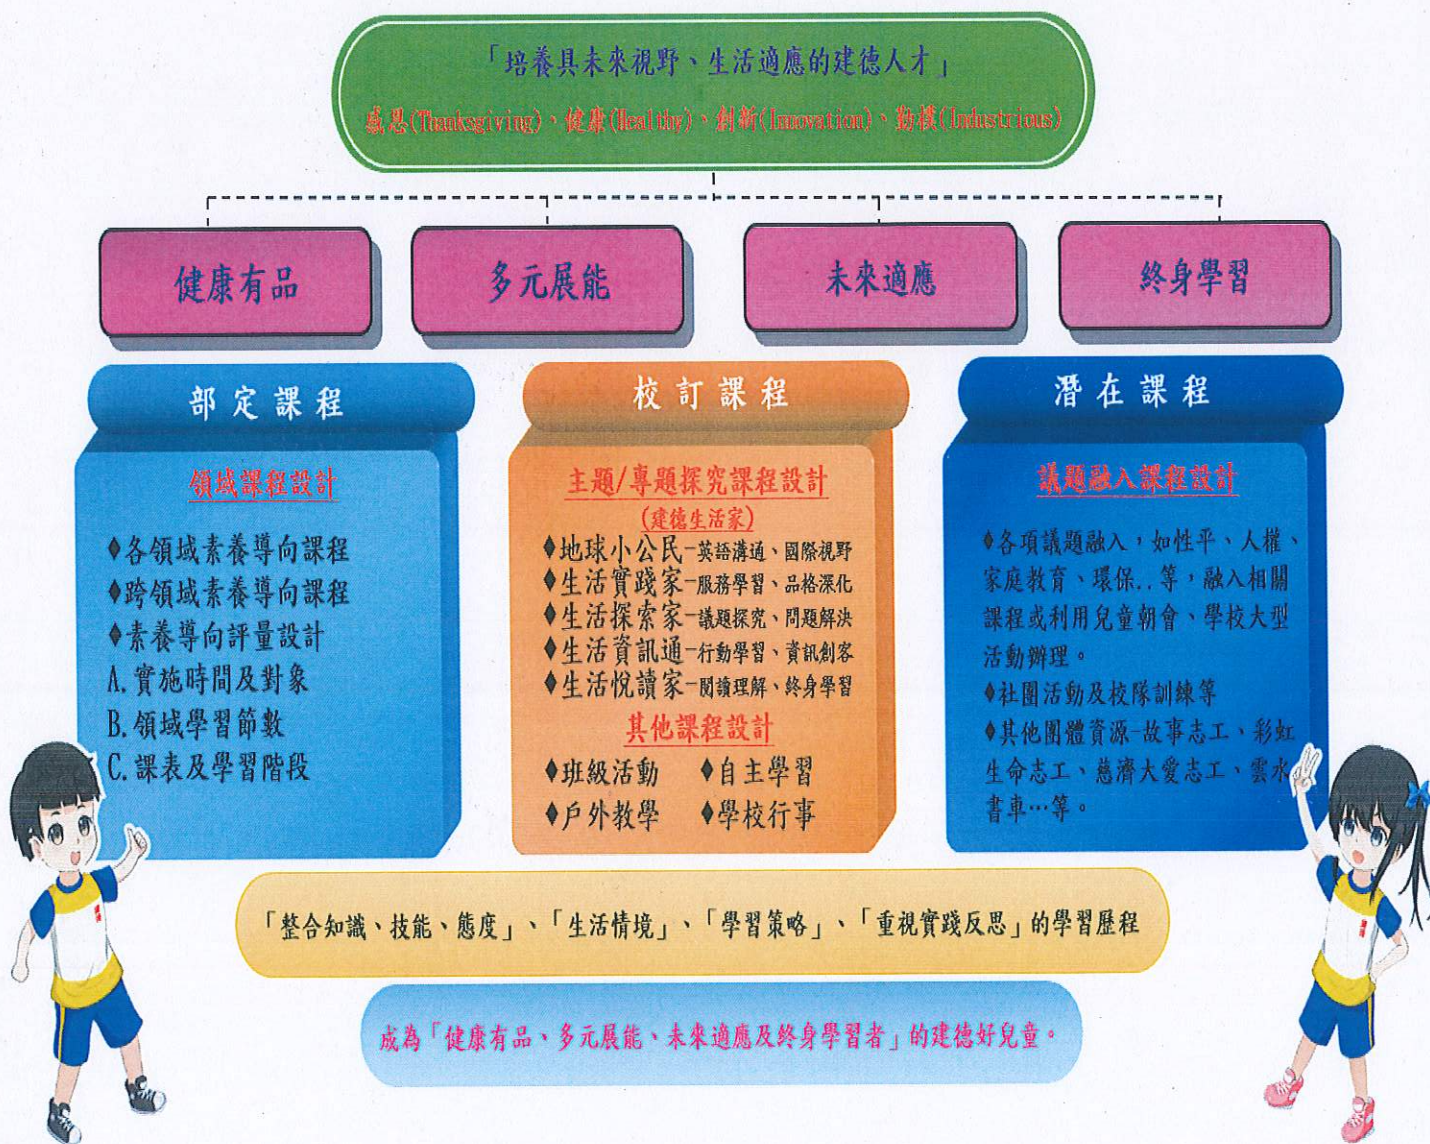 「培養具未來視野、生活適應的建德人才」
感恩(Thanksgiving)、健康(Healthy)、創新(Innovation)、勤樸(Industrious)
健康有品
多元展能
未來適應
終身學習
部定課程
領域課程設計
♦各領域素養導向課程
♦跨領域素養導向課程
♦素養導向評量設計
A.實施時間及對象
B.領域學習節數
C.課表及學習階段
校訂課程
主題/專題探究課程設計
(建德生活家)
♦地球小公民-英語溝通、國際視野
♦生活實踐家-服務學習、品格深化
♦生活探索家-議題探究、問題解決
♦生活資訊通-行動學習、資訊創客
♦生活悅讀家-閱讀理解、終身學習
其他課程設計
♦班級活動 ♦自主學習
♦戶外教學 ♦學校行事
潛在課程
議題融入課程設計
♦各項議題融入，如性平、人權、
家庭教育、環保..等，融入相關
課程或利用兒童朝會、學校大型
活動辦理。
♦社團活動及校隊訓練等
♦其他團體資源-故事志工、彩虹
生命志工、慈濟大愛志工、雲水
書車…等。
「整合知識、技能、態度」、「生活情境」、「學習策略」、「重視實踐反思」的學習歷程
成為「健康有品、多元展能、未來適應及終身學習者」的建德好兒童。